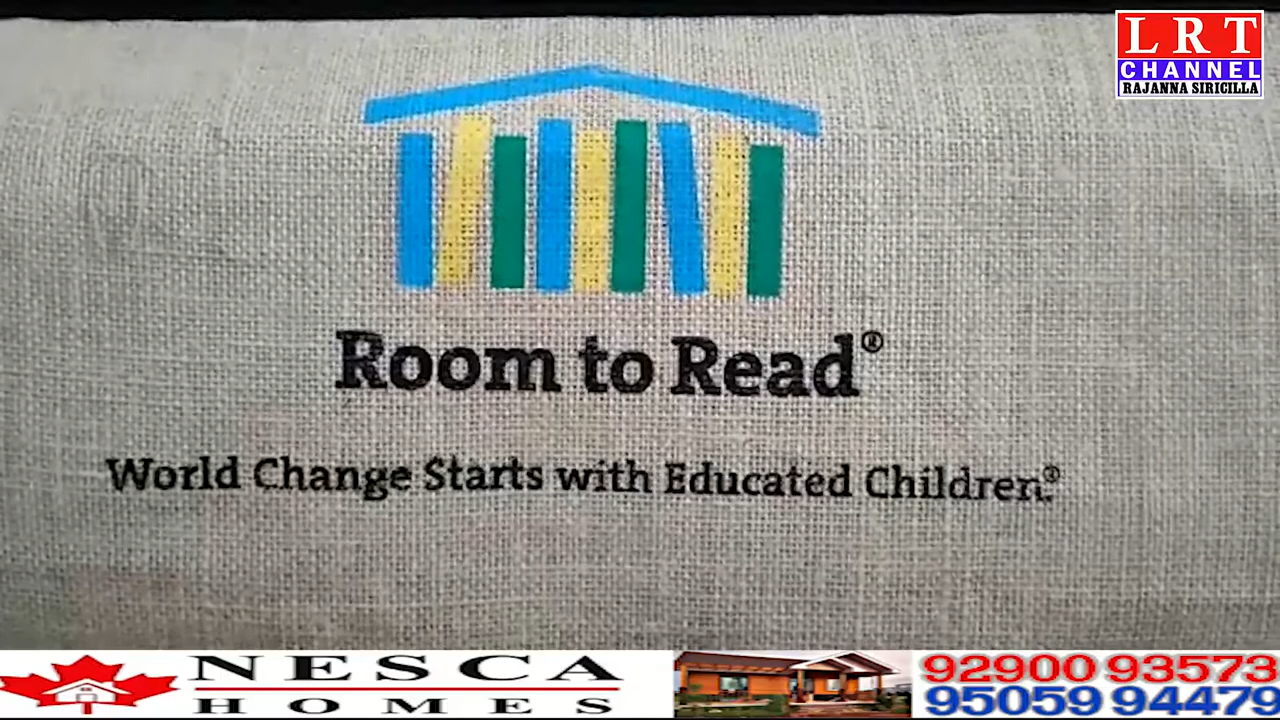 LRT
CHANNEL
RAJANNA SIRICILLA
Room to Read®
World Change Starts with Educated Children.®
NESCA
HOMES
92900 93573
95059 94479